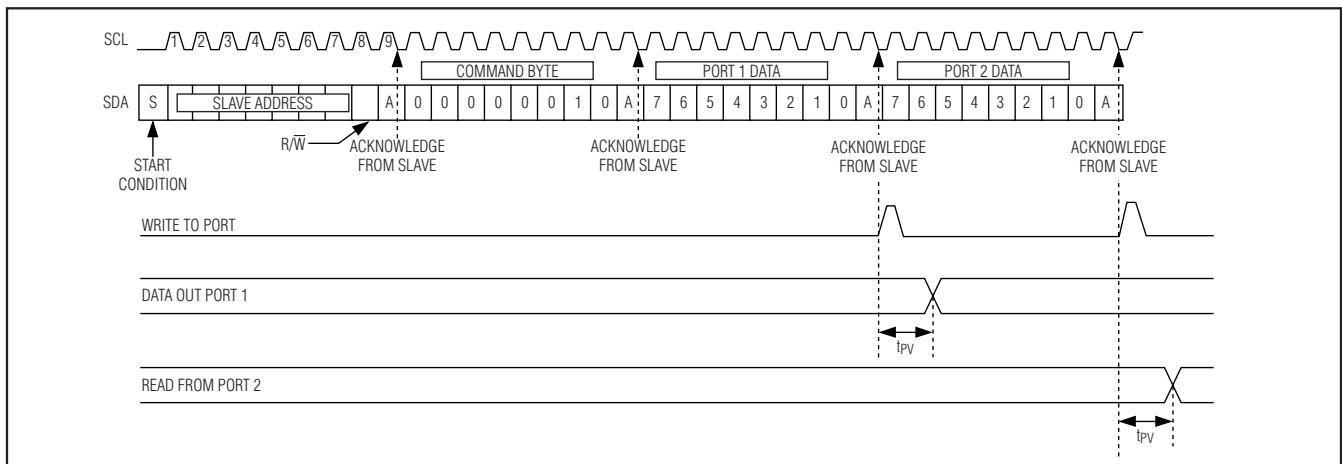 SCL 1 2 3 4 5 6 7 8 9
COMMAND BYTE PORT 1 DATA PORT 2 DATA
SDA S SLAVE ADDRESS A 0 0 0 0 0 0 1 0 A 7 6 5 4 3 2 1 0 A 7 6 5 4 3 2 1 0 A
START
CONDITION
R/W̅
ACKNOWLEDGE
FROM SLAVE
ACKNOWLEDGE
FROM SLAVE
ACKNOWLEDGE
FROM SLAVE
ACKNOWLEDGE
FROM SLAVE
WRITE TO PORT
DATA OUT PORT 1
tPV
READ FROM PORT 2
tPV